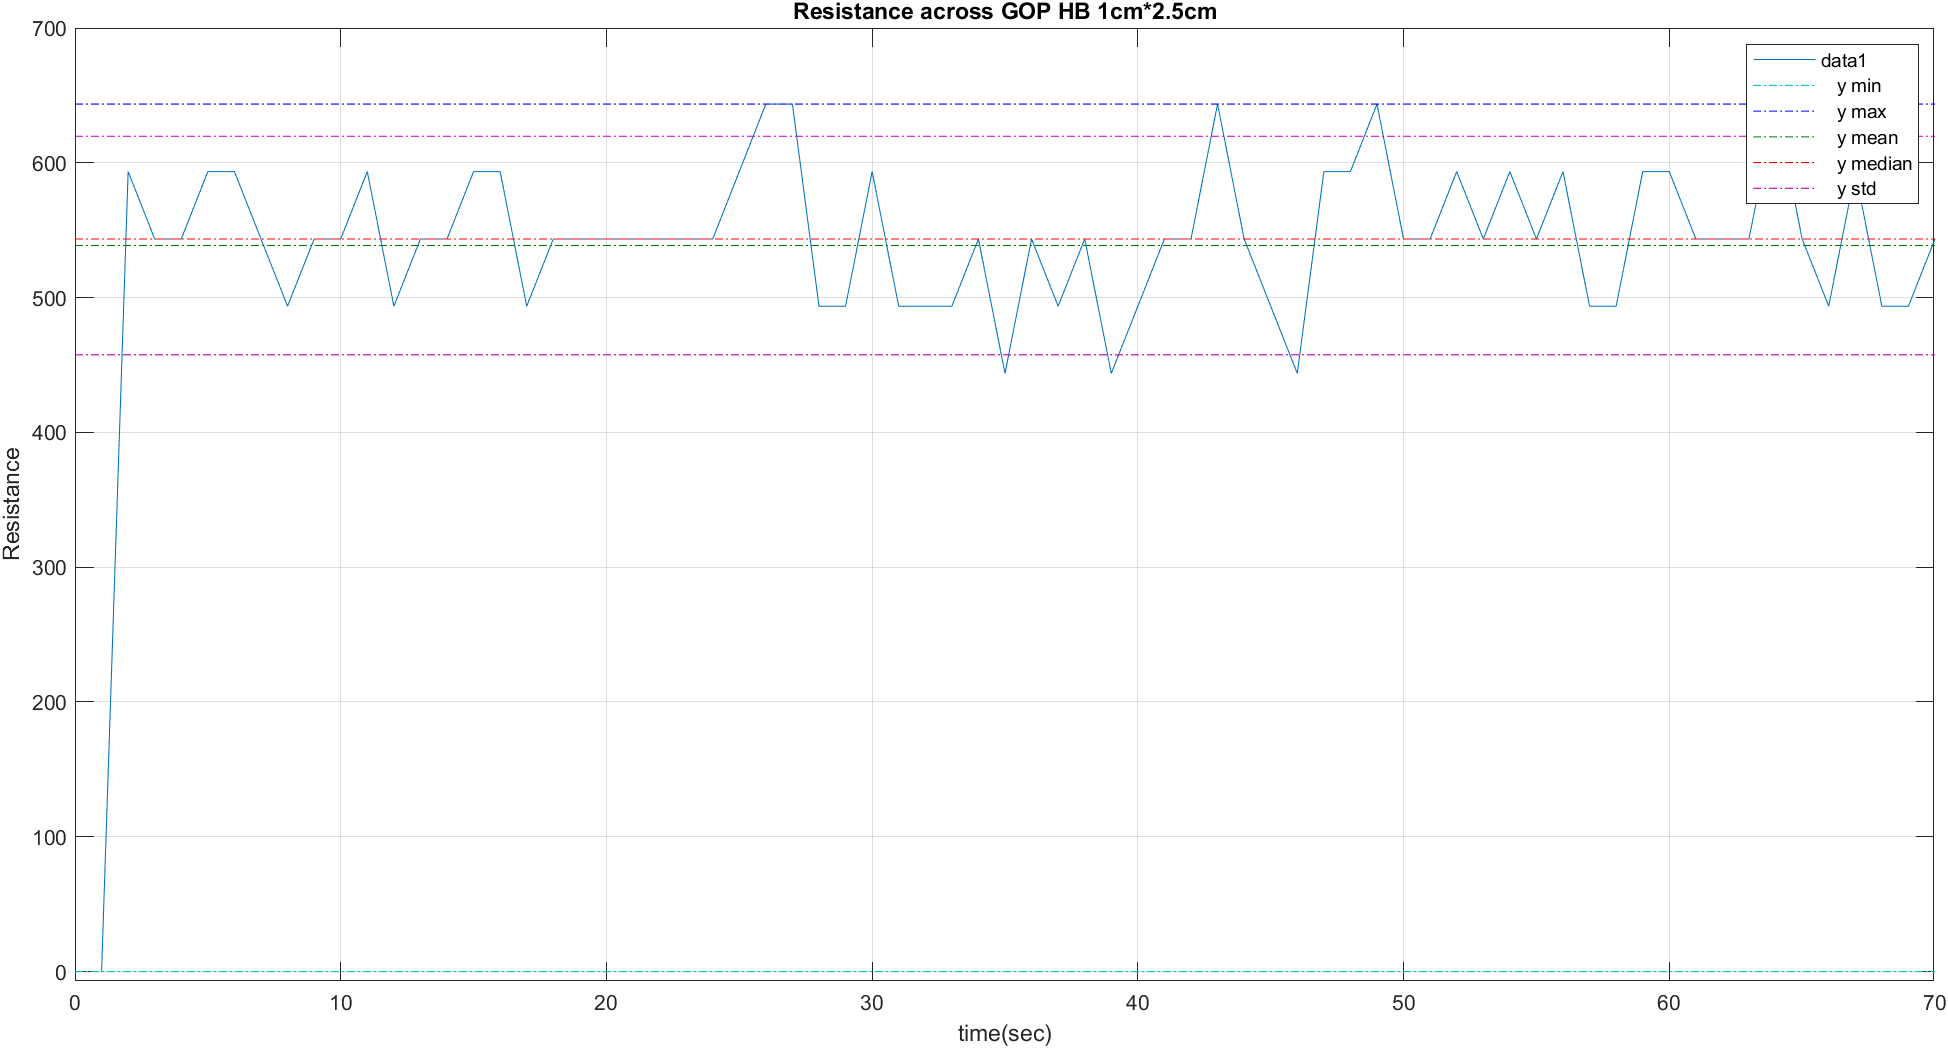 Resistance across GOP HB 1cm*2.5cm
700
600
500
400
300
200
100
0
Resistance
data1
y min
y max
y mean
y median
y std
0 10 20 30 40 50 60 70
time(sec)